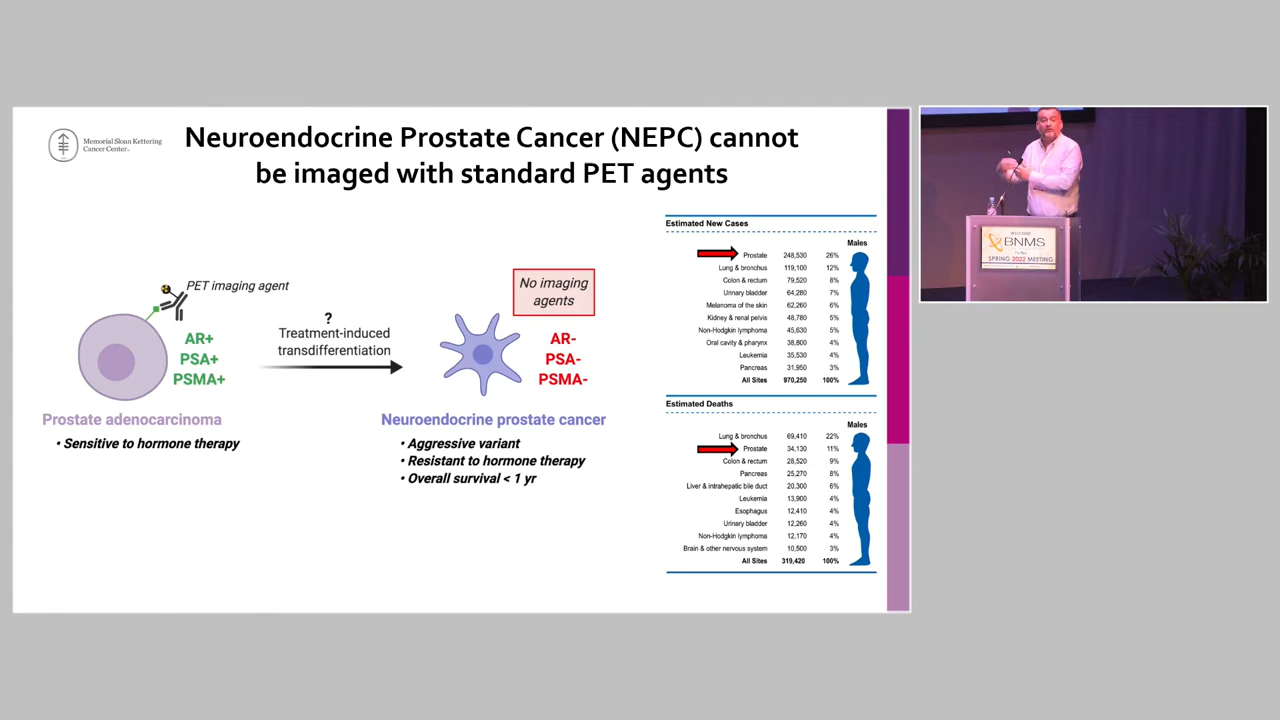 Memorial Sloan Kettering
Cancer Center
Neuroendocrine Prostate Cancer (NEPC) cannot
be imaged with standard PET agents
PET imaging agent
AR+
PSA+
PSMA+
Prostate adenocarcinoma
• Sensitive to hormone therapy
?
Treatment-induced
transdifferentiation
No imaging
agents
AR-
PSA-
PSMA-
Neuroendocrine prostate cancer
• Aggressive variant
• Resistant to hormone therapy
• Overall survival < 1 yr
Estimated New Cases
Males
Prostate 248,530 26%
Lung & bronchus 119,100 12%
Colon & rectum 79,520 8%
Urinary bladder 64,280 7%
Melanoma of the skin 62,260 6%
Kidney & renal pelvis 48,780 5%
Non-Hodgkin lymphoma 45,630 5%
Oral cavity & pharynx 38,800 4%
Leukemia 35,530 4%
Pancreas 31,950 3%
All Sites 970,250 100%
Estimated Deaths
Males
Lung & bronchus 69,410 22%
Prostate 34,130 11%
Colon & rectum 28,520 9%
Pancreas 25,270 8%
Liver & intrahepatic bile duct 20,300 6%
Leukemia 13,900 4%
Esophagus 12,410 4%
Urinary bladder 12,260 4%
Non-Hodgkin lymphoma 12,170 4%
Brain & other nervous system 10,500 3%
All Sites 319,420 100%
WELCOME
BNMS
SPRING 2022 MEETING